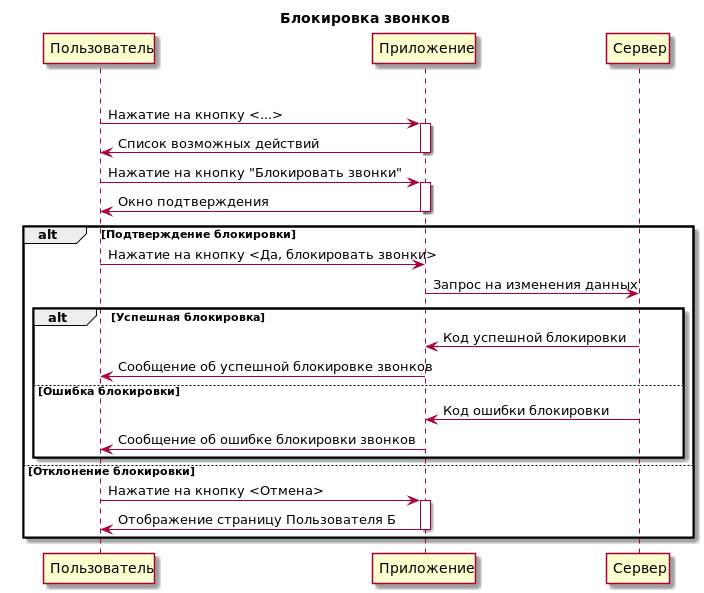 Блокировка звонков
Пользователь Приложение Сервер
Нажатие на кнопку <...>
Список возможных действий
Нажатие на кнопку "Блокировать звонки"
Окно подтверждения
alt [Подтверждение блокировки]
Нажатие на кнопку <Да, блокировать звонки>
Запрос на изменения данных
alt [Успешная блокировка]
Код успешной блокировки
Сообщение об успешной блокировке звонков
[Ошибка блокировки]
Код ошибки блокировки
Сообщение об ошибке блокировки звонков
[Отклонение блокировки]
Нажатие на кнопку <Отмена>
Отображение страницу Пользователя Б
Пользователь Приложение Сервер